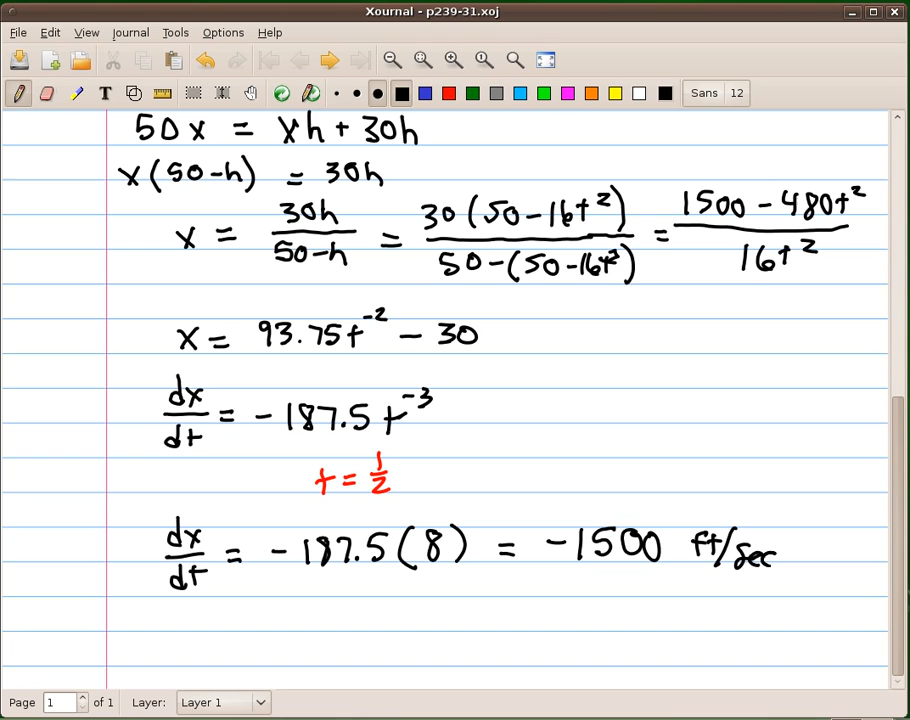 Xournal - p239-31.xoj
File Edit View Journal Tools Options Help
T Sans 12
50x = xh + 30h
x(50-h) = 30h
x = 30h/(50-h) = 30(50-16t²)/(50-(50-16t²)) = (1500-480t²)/(16t²)
x = 93.75t⁻² - 30
dx/dt = -187.5t⁻³
t = 1/2
dx/dt = -187.5(8) = -1500 ft/sec
Page 1 of 1 Layer: Layer 1